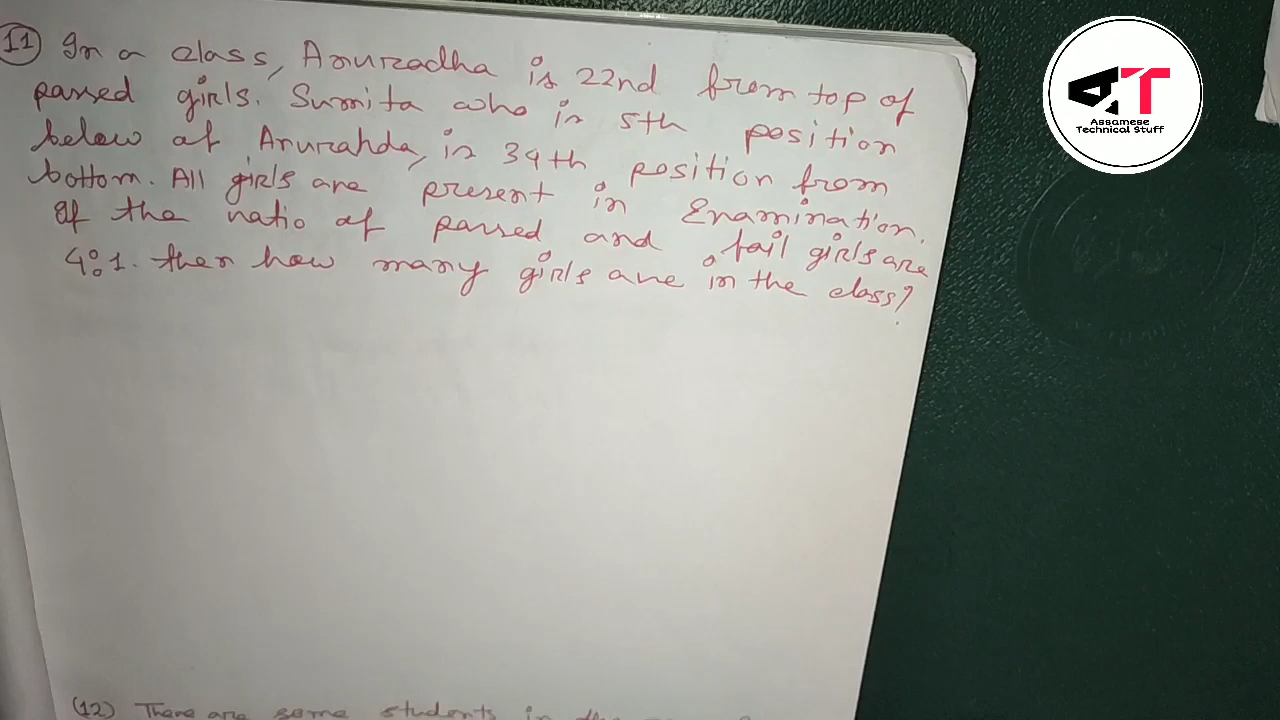 (11) In a class, Anuradha is 22nd from top of
passed girls. Sumita who is 5th position
below of Anurahda, is 34th position from
bottom. All girls are present in Examination.
If the ratio of passed and fail girls are
4:1. then how many girls are in the class?
(12) There are some students in the
AT
Assamese
Technical Stuff